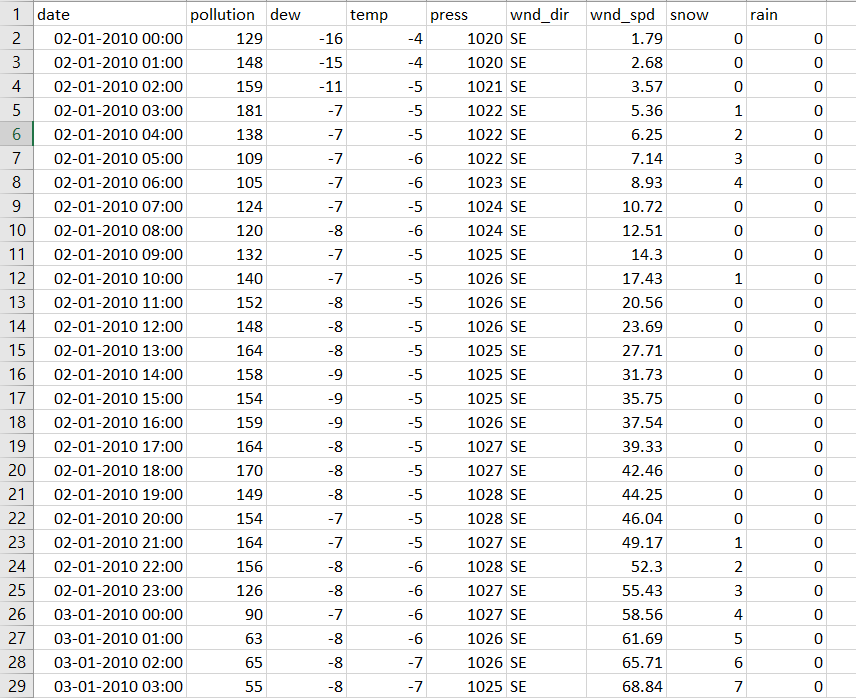 1 date pollution dew temp press wnd_dir wnd_spd snow rain
2 02-01-2010 00:00 129 -16 -4 1020 SE 1.79 0 0
3 02-01-2010 01:00 148 -15 -4 1020 SE 2.68 0 0
4 02-01-2010 02:00 159 -11 -5 1021 SE 3.57 0 0
5 02-01-2010 03:00 181 -7 -5 1022 SE 5.36 1 0
6 02-01-2010 04:00 138 -7 -5 1022 SE 6.25 2 0
7 02-01-2010 05:00 109 -7 -6 1022 SE 7.14 3 0
8 02-01-2010 06:00 105 -7 -6 1023 SE 8.93 4 0
9 02-01-2010 07:00 124 -7 -5 1024 SE 10.72 0 0
10 02-01-2010 08:00 120 -8 -6 1024 SE 12.51 0 0
11 02-01-2010 09:00 132 -7 -5 1025 SE 14.3 0 0
12 02-01-2010 10:00 140 -7 -5 1026 SE 17.43 1 0
13 02-01-2010 11:00 152 -8 -5 1026 SE 20.56 0 0
14 02-01-2010 12:00 148 -8 -5 1026 SE 23.69 0 0
15 02-01-2010 13:00 164 -8 -5 1025 SE 27.71 0 0
16 02-01-2010 14:00 158 -9 -5 1025 SE 31.73 0 0
17 02-01-2010 15:00 154 -9 -5 1025 SE 35.75 0 0
18 02-01-2010 16:00 159 -9 -5 1026 SE 37.54 0 0
19 02-01-2010 17:00 164 -8 -5 1027 SE 39.33 0 0
20 02-01-2010 18:00 170 -8 -5 1027 SE 42.46 0 0
21 02-01-2010 19:00 149 -8 -5 1028 SE 44.25 0 0
22 02-01-2010 20:00 154 -7 -5 1028 SE 46.04 0 0
23 02-01-2010 21:00 164 -7 -5 1027 SE 49.17 1 0
24 02-01-2010 22:00 156 -8 -6 1028 SE 52.3 2 0
25 02-01-2010 23:00 126 -8 -6 1027 SE 55.43 3 0
26 03-01-2010 00:00 90 -7 -6 1027 SE 58.56 4 0
27 03-01-2010 01:00 63 -8 -6 1026 SE 61.69 5 0
28 03-01-2010 02:00 65 -8 -7 1026 SE 65.71 6 0
29 03-01-2010 03:00 55 -8 -7 1025 SE 68.84 7 0